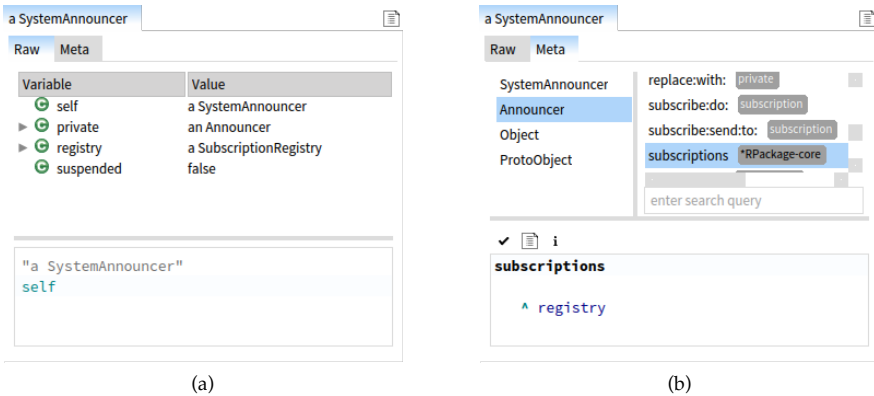 a SystemAnnouncer
Raw Meta
Variable Value
self a SystemAnnouncer
private an Announcer
registry a SubscriptionRegistry
suspended false
"a SystemAnnouncer"
self
(a)
a SystemAnnouncer
Raw Meta
SystemAnnouncer
Announcer
Object
ProtoObject
replace:with: private
subscribe:do: subscription
subscribe:send:to: subscription
subscriptions *RPackage-core
enter search query
subscriptions
^ registry
(b)